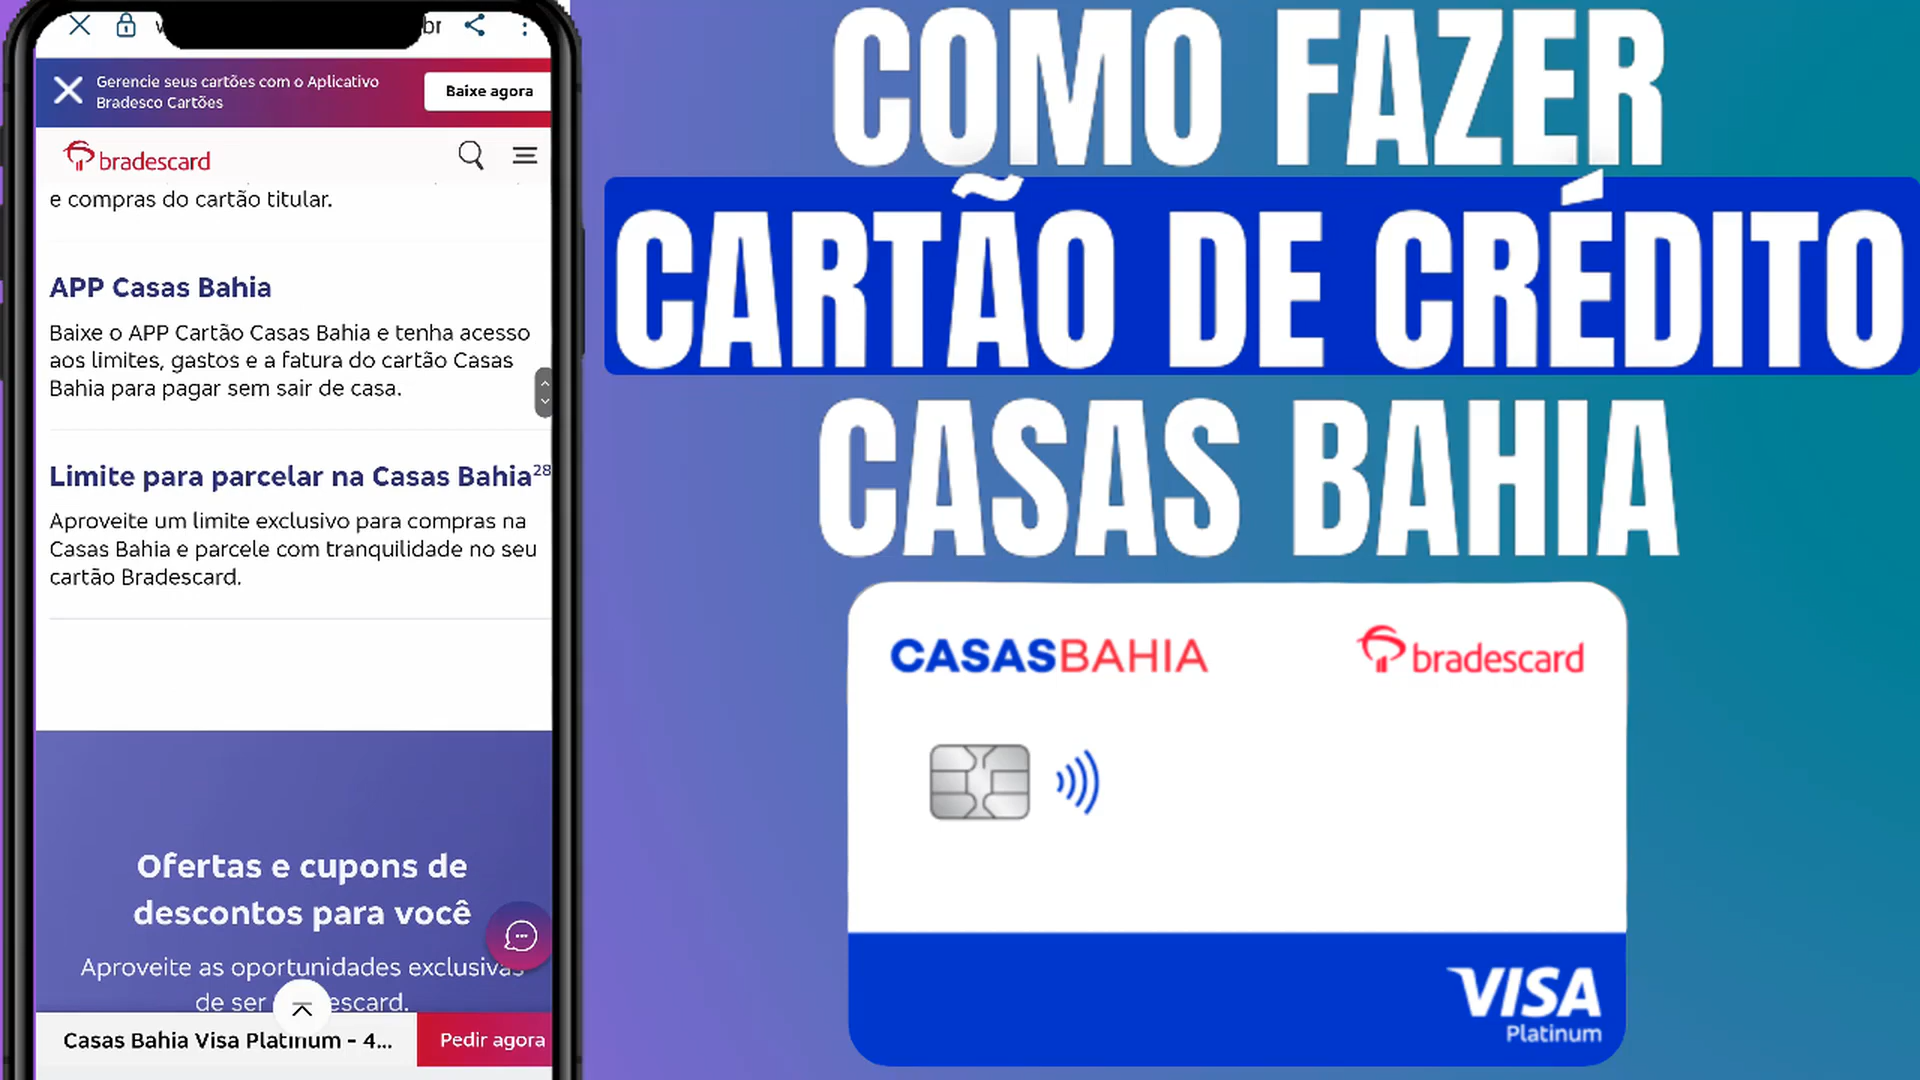 br
Gerencie seus cartões com o Aplicativo
Bradesco Cartões
Baixe agora
bradescard
e compras do cartão titular.
APP Casas Bahia
Baixe o APP Cartão Casas Bahia e tenha acesso
aos limites, gastos e a fatura do cartão Casas
Bahia para pagar sem sair de casa.
Limite para parcelar na Casas Bahia²⁸
Aproveite um limite exclusivo para compras na
Casas Bahia e parcele com tranquilidade no seu
cartão Bradescard.
Ofertas e cupons de
descontos para você
Aproveite as oportunidades exclusivas
de ser escard.
Casas Bahia Visa Platinum - 4...
Pedir agora
COMO FAZER
CARTÃO DE CRÉDITO
CASAS BAHIA
CASASBAHIA
bradescard
VISA
Platinum